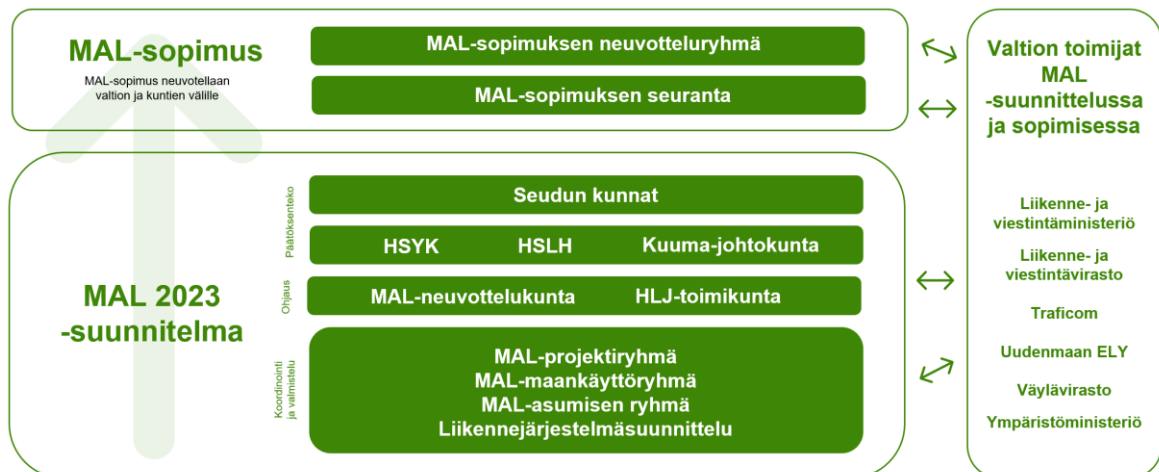 MAL-sopimus
MAL-sopimus neuvotellaan
valtion ja kuntien välille
MAL-sopimuksen neuvotteluryhmä
MAL-sopimuksen seuranta
MAL 2023
-suunnitelma
Päätöksenteko
Seudun kunnat
HSYK HSLH Kuuma-johtokunta
Ohjaus
MAL-neuvottelukunta HLJ-toimikunta
Koordinointi
ja valmistelu
MAL-projektiryhmä
MAL-maankäyttöryhmä
MAL-asumisen ryhmä
Liikennejärjestelmäsuunnittelu
Valtion toimijat
MAL
-suunnittelussa
ja sopimisessa
Liikenne- ja
viestintäministeriö
Liikenne- ja
viestintävirasto
Traficom
Uudenmaan ELY
Väylävirasto
Ympäristöministeriö